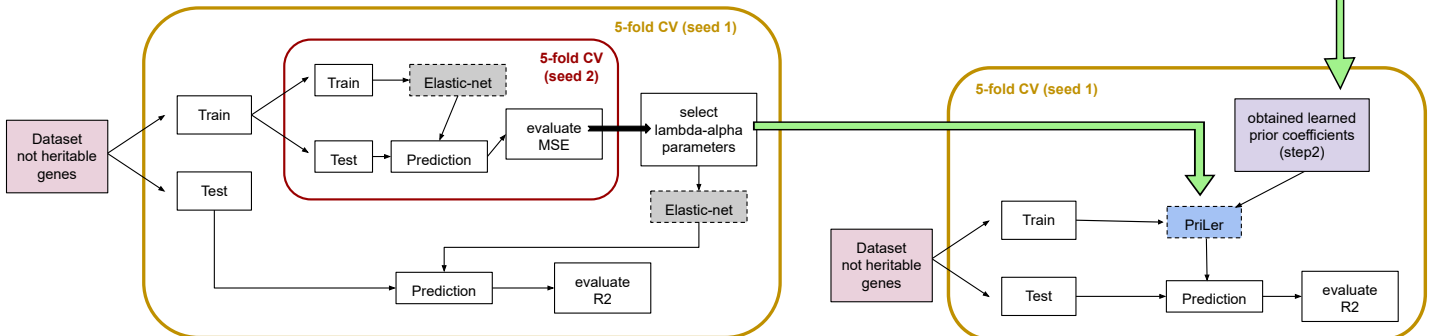 5-fold CV (seed 1)
5-fold CV
(seed 2)
Train
Elastic-net
Train
select
lambda-alpha
parameters
evaluate
MSE
Dataset
not heritable
genes
Test
Prediction
Test
Elastic-net
Prediction
evaluate
R2
5-fold CV (seed 1)
obtained learned
prior coefficients
(step2)
Train
PriLer
Dataset
not heritable
genes
Test
Prediction
evaluate
R2